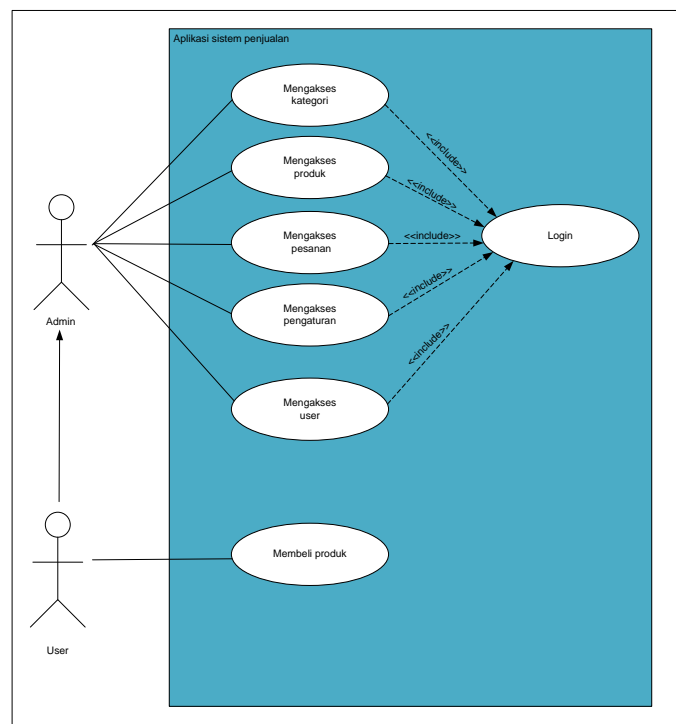 Aplikasi sistem penjualan
Mengakses
kategori
<<include>>
Mengakses
produk
<<include>>
Mengakses
pesanan
<<include>>
Login
Mengakses
pengaturan
<<include>>
Admin
Mengakses
user
<<include>>
Membeli produk
User